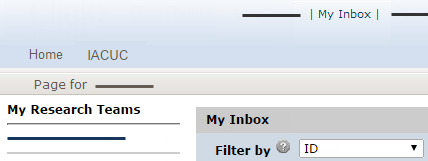 | My Inbox |
Home IACUC
Page for
My Research Teams
My Inbox
Filter by ? ID